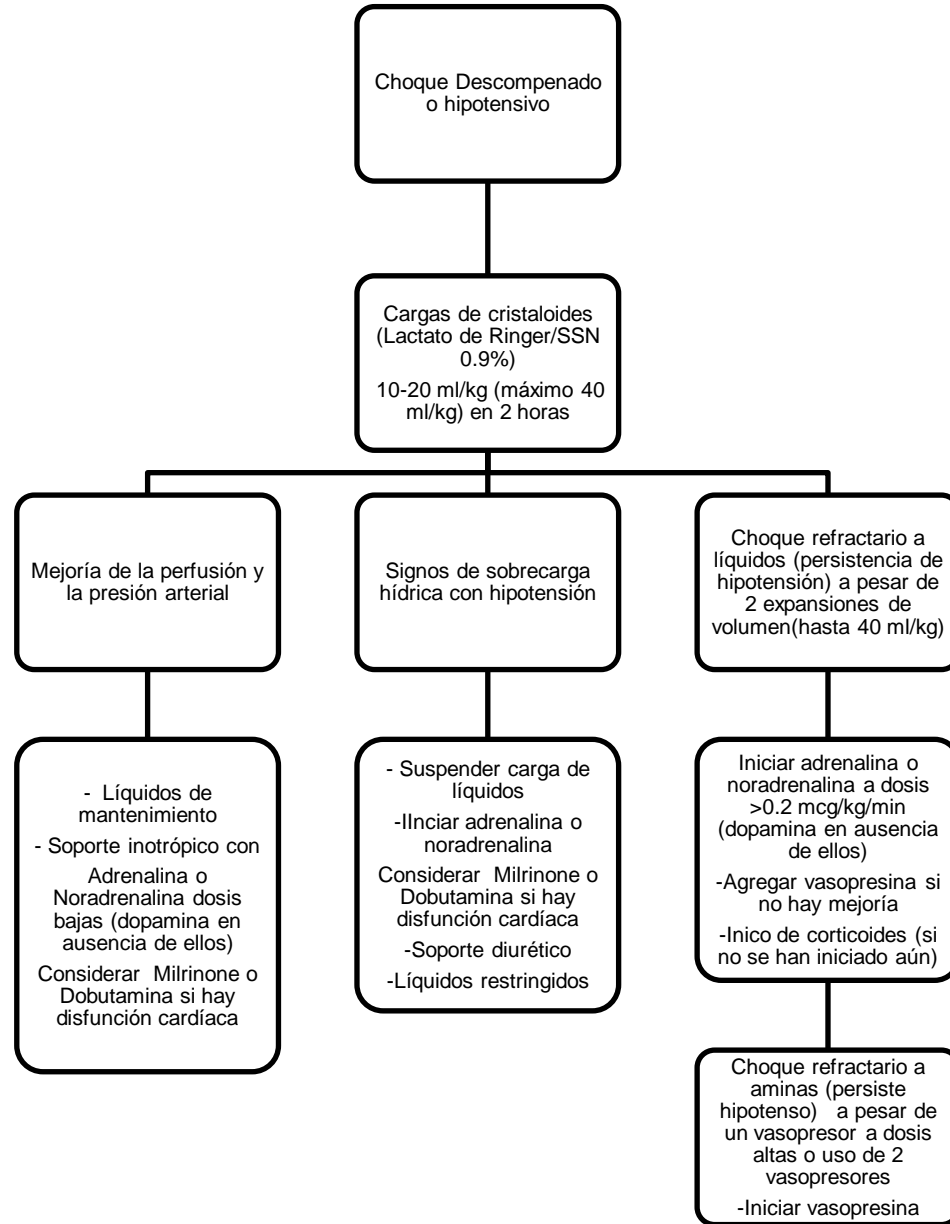 Choque Descompenado
o hipotensivo
Cargas de cristaloides
(Lactato de Ringer/SSN
0.9%)
10-20 ml/kg (máximo 40
ml/kg) en 2 horas
Mejoría de la perfusión y
la presión arterial
Signos de sobrecarga
hídrica con hipotensión
Choque refractario a
líquidos (persistencia de
hipotensión) a pesar de
2 expansiones de
volumen(hasta 40 ml/kg)
- Líquidos de
mantenimiento
- Soporte inotrópico con
Adrenalina o
Noradrenalina dosis
bajas (dopamina en
ausencia de ellos)
Considerar Milrinone o
Dobutamina si hay
disfunción cardíaca
- Suspender carga de
líquidos
-IInciar adrenalina o
noradrenalina
Considerar Milrinone o
Dobutamina si hay
disfunción cardíaca
-Soporte diurético
-Líquidos restringidos
Iniciar adrenalina o
noradrenalina a dosis
>0.2 mcg/kg/min
(dopamina en ausencia
de ellos)
-Agregar vasopresina si
no hay mejoría
-Inico de corticoides (si
no se han iniciado aún)
Choque refractario a
aminas (persiste
hipotenso) a pesar de
un vasopresor a dosis
altas o uso de 2
vasopresores
-Iniciar vasopresina